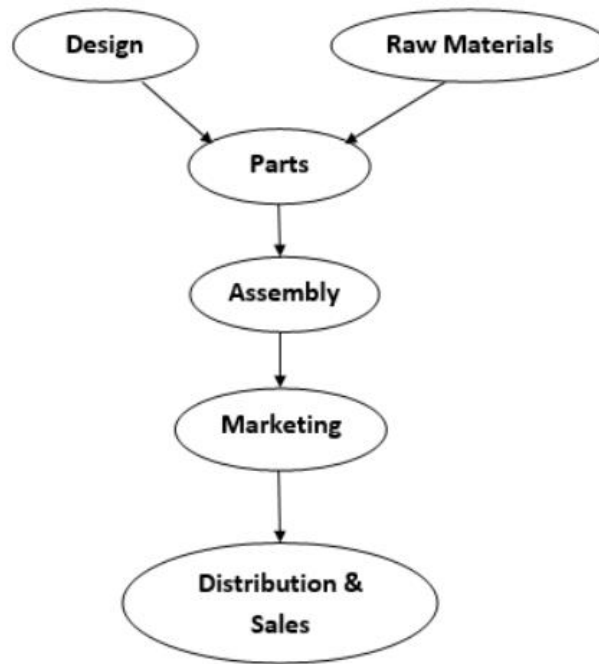 Design
Raw Materials
Parts
Assembly
Marketing
Distribution &
Sales